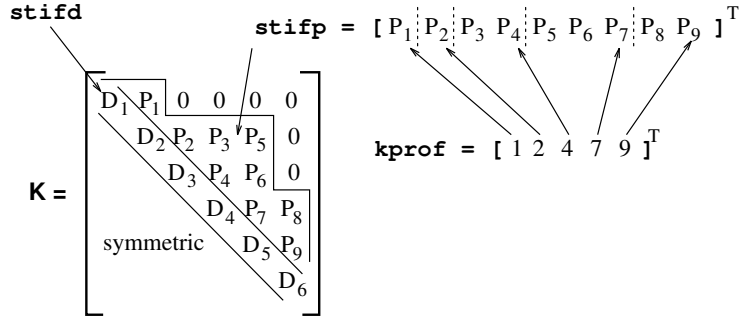 stifd
stifp = [ P₁ P₂ P₃ P₄ P₅ P₆ P₇ P₈ P₉ ]ᵀ
kprof = [ 1 2 4 7 9 ]ᵀ
D₁ P₁ 0 0 0 0
D₂ P₂ P₃ P₅ 0
D₃ P₄ P₆ 0
K =
D₄ P₇ P₈
symmetric D₅ P₉
D₆